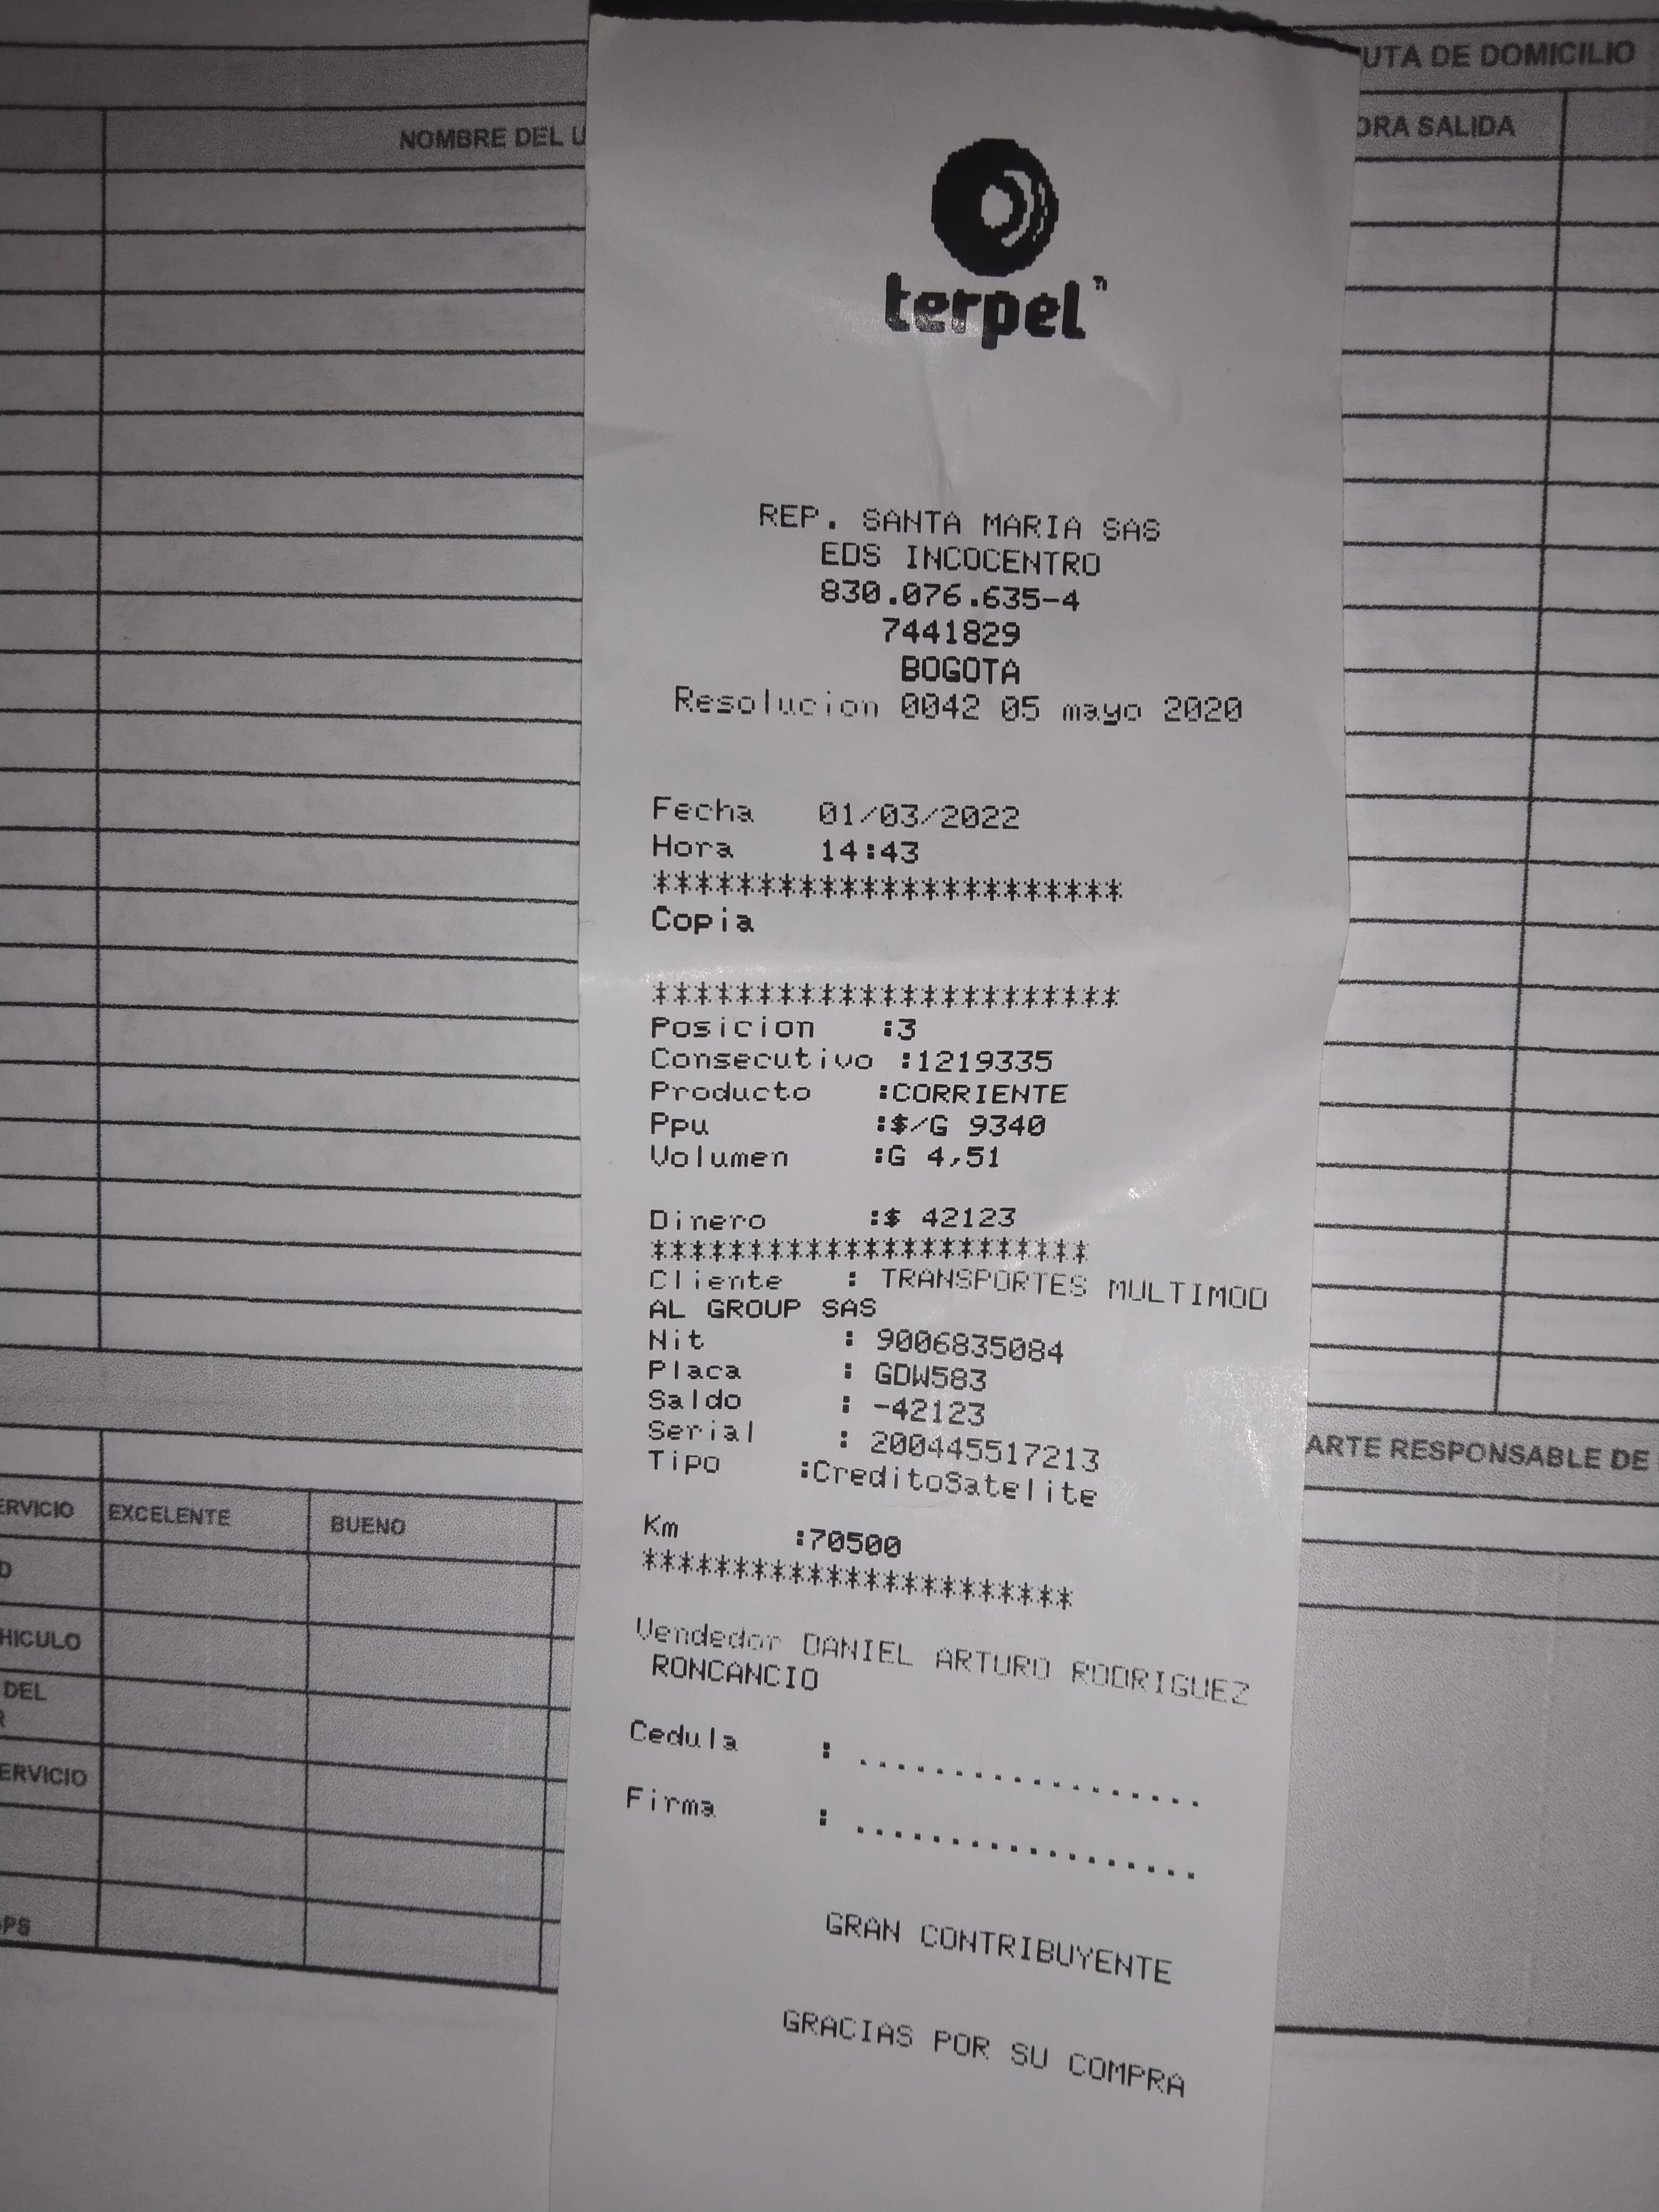 UTA DE DOMICILIO
NOMBRE DEL U
ORA SALIDA
terpel
REP. SANTA MARIA SAS
EDS INCOCENTRO
830.076.635-4
7441829
BOGOTA
Resolucion 0042 05 mayo 2020
Fecha 01/03/2022
Hora 14:43
***********************
Copia
***********************
Posicion :3
Consecutivo :1219335
Producto :CORRIENTE
Ppu :$/G 9340
Volumen :G 4,51
Dinero :$ 42123
***********************
Cliente : TRANSPORTES MULTIMOD
AL GROUP SAS
Nit : 9006835084
Placa : GDW583
Saldo : -42123
Serial : 200445517213
Tipo :CreditoSatelite
Km :70500
***********************
Vendedor DANIEL ARTURO RODRIGUEZ
RONCANCIO
Cedula : ..................
Firma : ..................
GRAN CONTRIBUYENTE
GRACIAS POR SU COMPRA
ARTE RESPONSABLE DE
ERVICIO EXCELENTE BUENO
D
HICULO
DEL
R
ERVICIO
PS